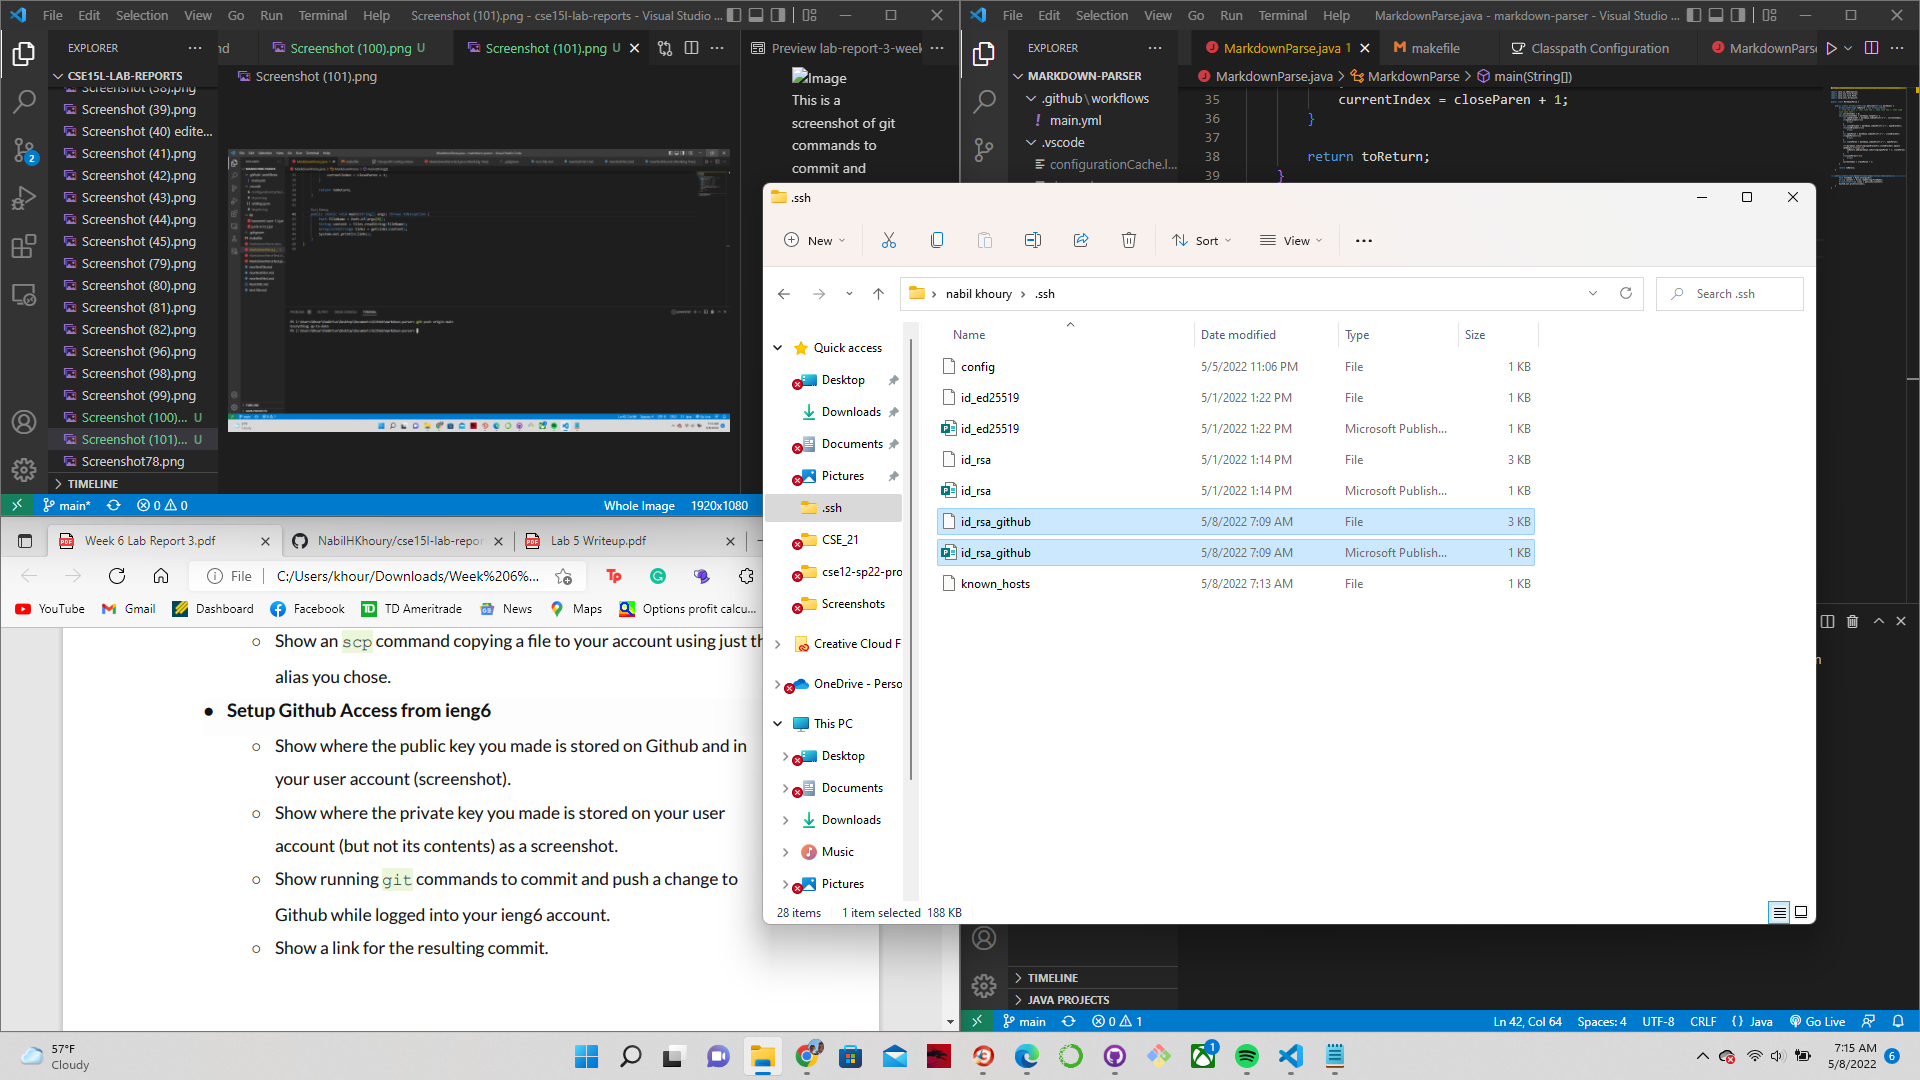 File Edit Selection View Go Run Terminal Help Screenshot (101).png - cse15l-lab-reports - Visual Studio ...
EXPLORER
CSE15L-LAB-REPORTS
Screenshot (38).png
Screenshot (39).png
Screenshot (40) edite...
Screenshot (41).png
Screenshot (42).png
Screenshot (43).png
Screenshot (44).png
Screenshot (45).png
Screenshot (79).png
Screenshot (80).png
Screenshot (81).png
Screenshot (82).png
Screenshot (96).png
Screenshot (98).png
Screenshot (99).png
Screenshot (100)... U
Screenshot (101)... U
Screenshot78.png
TIMELINE
nd Screenshot (100).png U Screenshot (101).png U
Screenshot (101).png
Preview lab-report-3-week
Image
This is a
screenshot of git
commands to
commit and
2
main* 0 0 Whole Image 1920x1080
File Edit Selection View Go Run Terminal Help MarkdownParse.java - markdown-parser - Visual Studio ...
EXPLORER
MARKDOWN-PARSER
.github\workflows
main.yml
.vscode
configurationCache.l...
MarkdownParse.java 1 makefile Classpath Configuration MarkdownParse
MarkdownParse.java > MarkdownParse > main(String[])
35 currentIndex = closeParen + 1;
36 }
37
38 return toReturn;
39 }
.ssh
New Sort View
nabil khoury > .ssh
Search .ssh
Quick access
Desktop
Downloads
Documents
Pictures
.ssh
CSE_21
cse12-sp22-pro
Screenshots
Creative Cloud F
OneDrive - Perso
This PC
Desktop
Documents
Downloads
Music
Pictures
Name Date modified Type Size
config 5/5/2022 11:06 PM File 1 KB
id_ed25519 5/1/2022 1:22 PM File 1 KB
id_ed25519 5/1/2022 1:22 PM Microsoft Publish... 1 KB
id_rsa 5/1/2022 1:14 PM File 3 KB
id_rsa 5/1/2022 1:14 PM Microsoft Publish... 1 KB
id_rsa_github 5/8/2022 7:09 AM File 3 KB
id_rsa_github 5/8/2022 7:09 AM Microsoft Publish... 1 KB
known_hosts 5/8/2022 7:13 AM File 1 KB
28 items 1 item selected 188 KB
Week 6 Lab Report 3.pdf NabilHKhoury/cse15l-lab-repor Lab 5 Writeup.pdf
File C:/Users/khour/Downloads/Week%206%...
YouTube Gmail Dashboard Facebook TD Ameritrade News Maps Options profit calcu...
○ Show an scp command copying a file to your account using just th
alias you chose.
● Setup Github Access from ieng6
○ Show where the public key you made is stored on Github and in
your user account (screenshot).
○ Show where the private key you made is stored on your user
account (but not its contents) as a screenshot.
○ Show running git commands to commit and push a change to
Github while logged into your ieng6 account.
○ Show a link for the resulting commit.
TIMELINE
JAVA PROJECTS
main 0 1 Ln 42, Col 64 Spaces: 4 UTF-8 CRLF {} Java Go Live
57°F
Cloudy
1
7:15 AM
5/8/2022
6